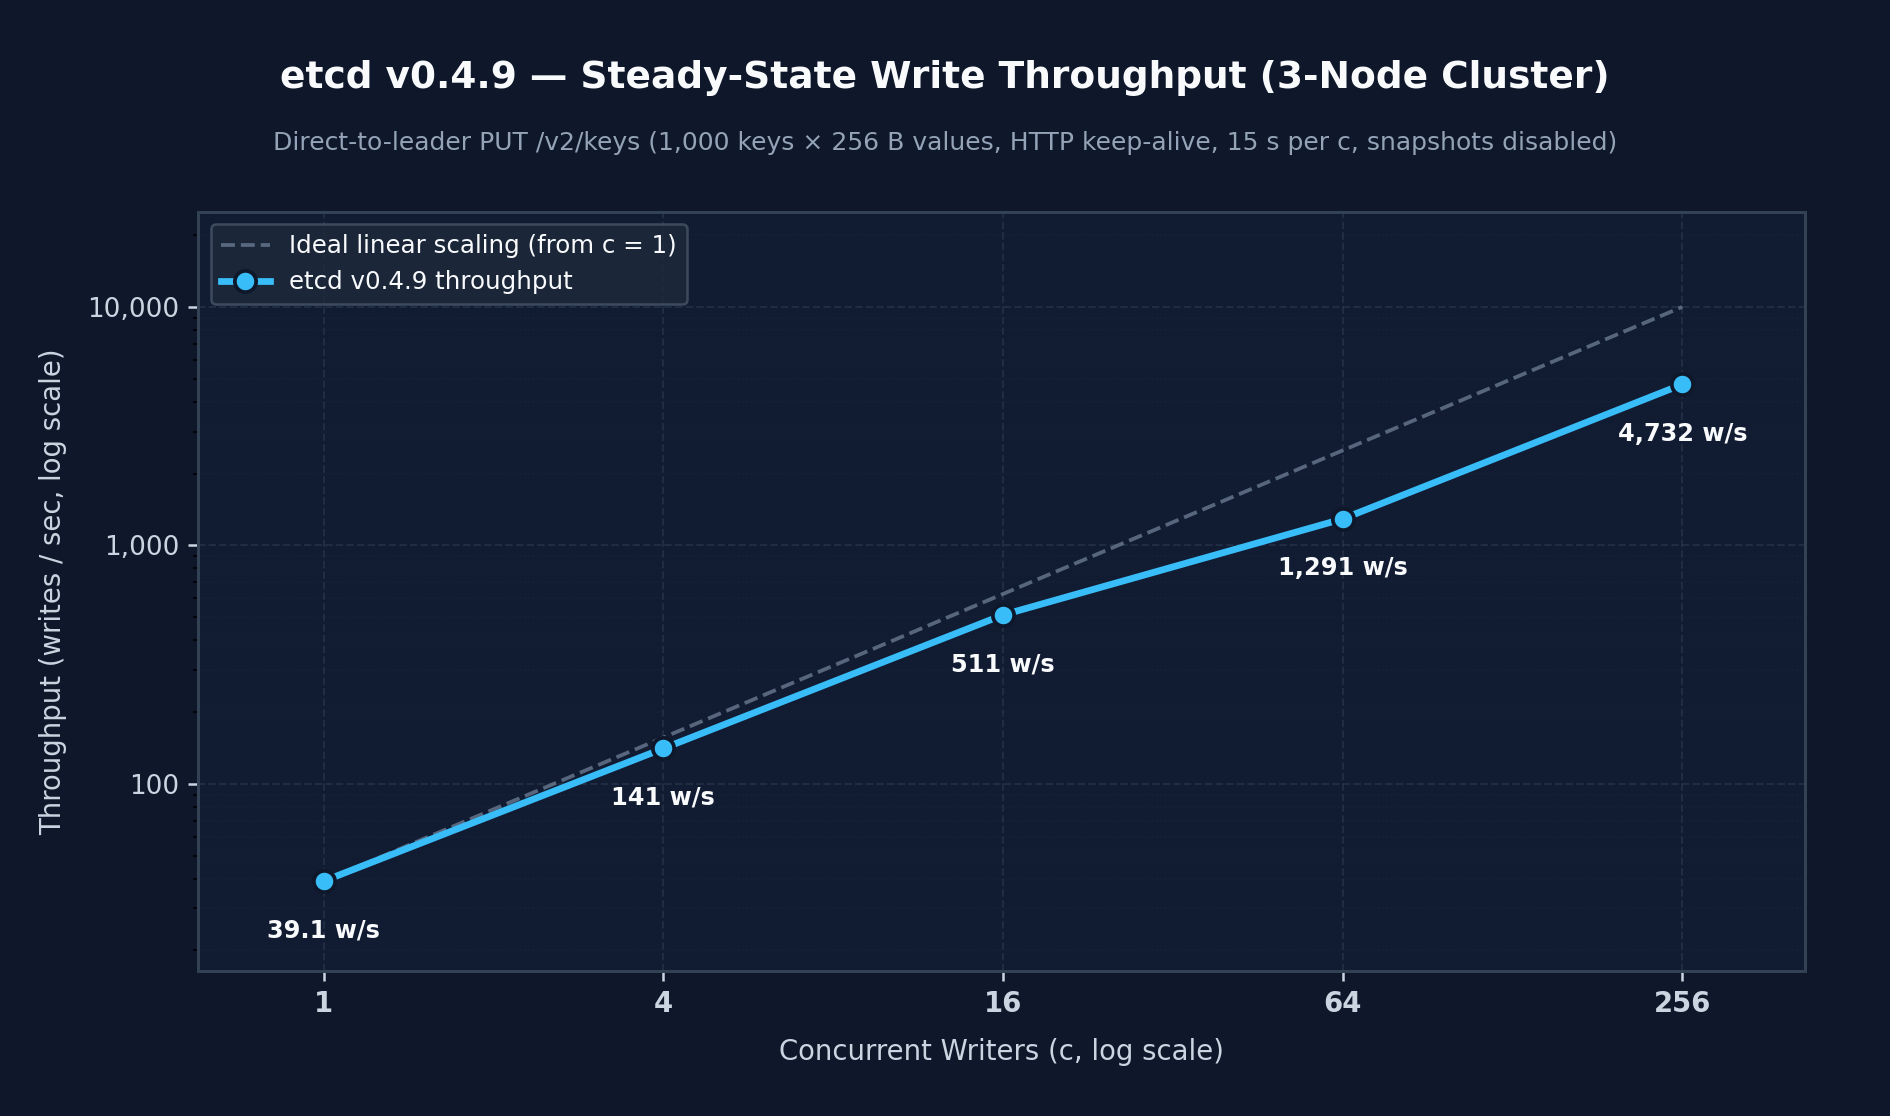 etcd v0.4.9 — Steady-State Write Throughput (3-Node Cluster)
Direct-to-leader PUT /v2/keys (1,000 keys × 256 B values, HTTP keep-alive, 15 s per c, snapshots disabled)
Ideal linear scaling (from c = 1)
etcd v0.4.9 throughput
Throughput (writes / sec, log scale)
10,000
1,000
100
39.1 w/s
141 w/s
511 w/s
1,291 w/s
4,732 w/s
1
4
16
64
256
Concurrent Writers (c, log scale)